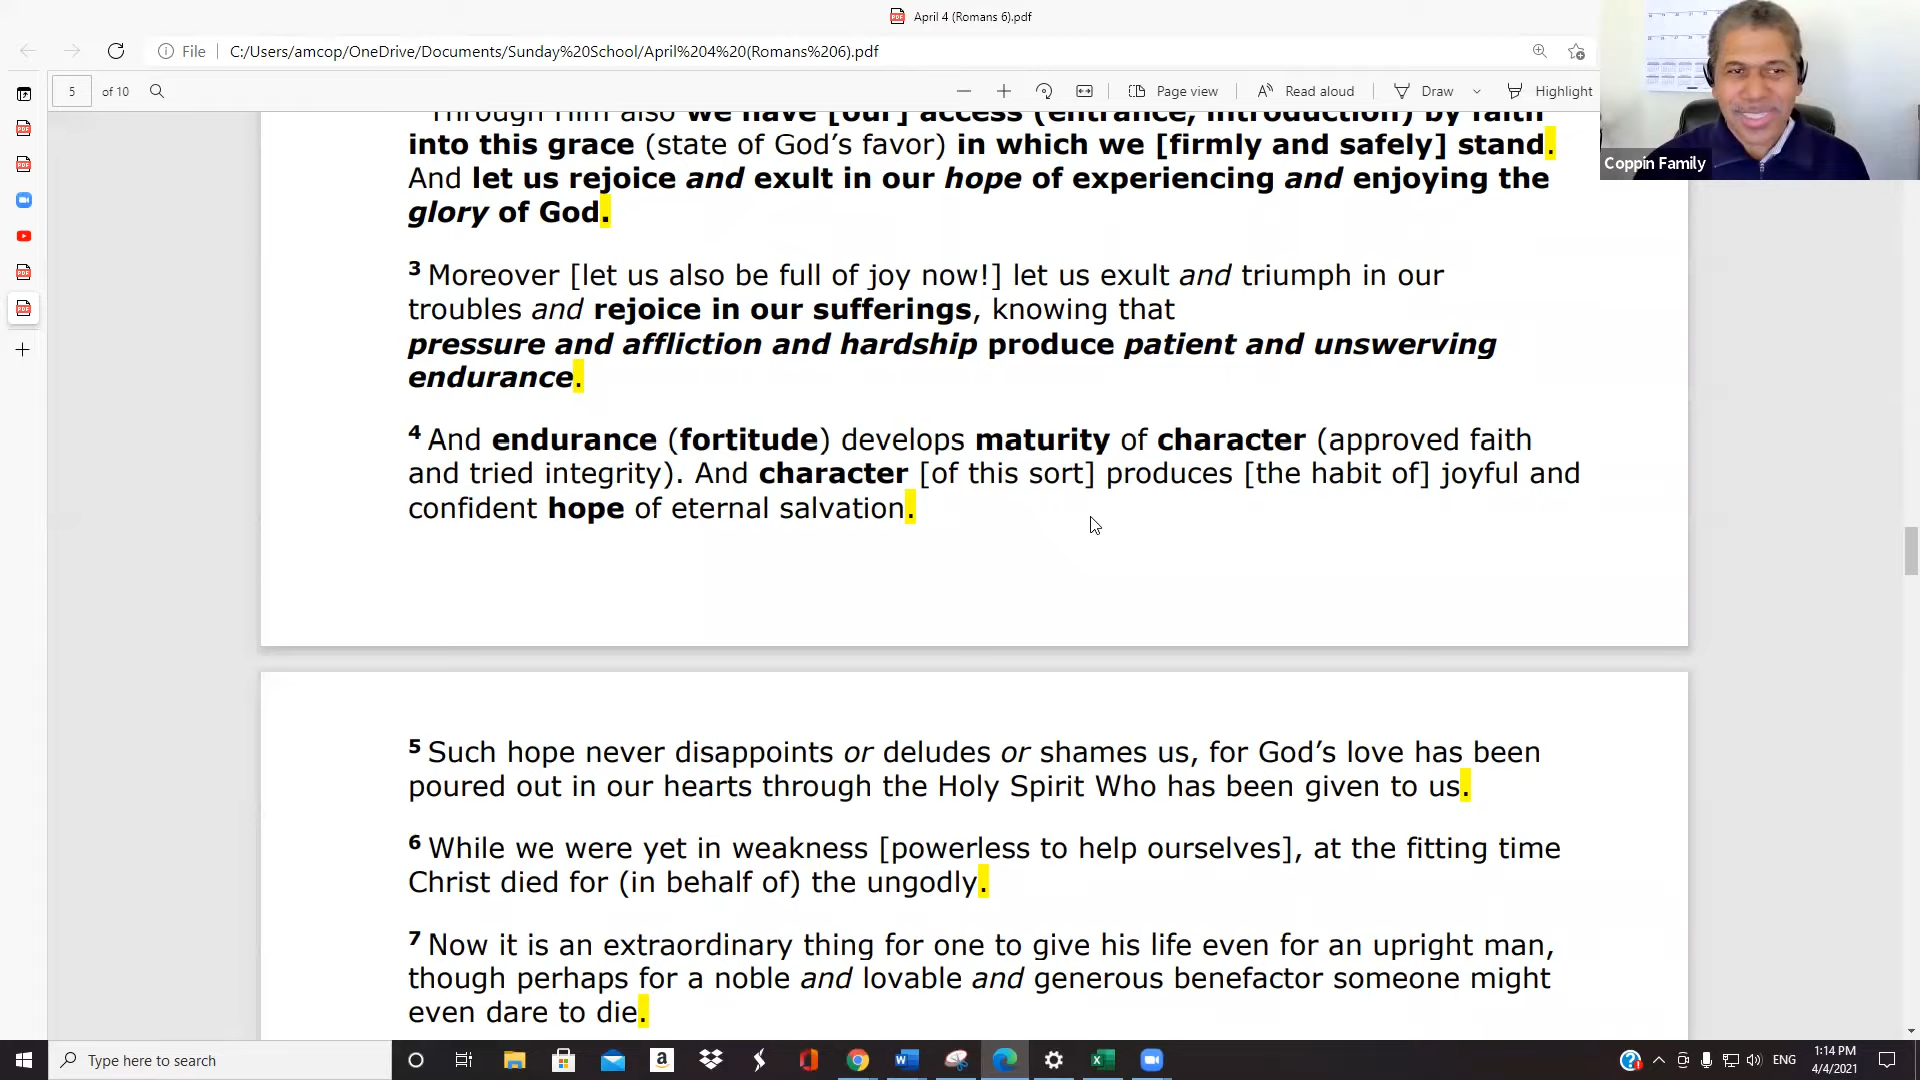 April 4 (Romans 6).pdf
File
C:/Users/amcop/OneDrive/Documents/Sunday%20School/April%204%20(Romans%206).pdf
5 of 10
Page view
Read aloud
Draw
Highlight
Coppin Family
Through Him also we have [our] access (entrance, introduction) by faith
into this grace (state of God’s favor) in which we [firmly and safely] stand.
And let us rejoice and exult in our hope of experiencing and enjoying the
glory of God.
3 Moreover [let us also be full of joy now!] let us exult and triumph in our
troubles and rejoice in our sufferings, knowing that
pressure and affliction and hardship produce patient and unswerving
endurance.
4 And endurance (fortitude) develops maturity of character (approved faith
and tried integrity). And character [of this sort] produces [the habit of] joyful and
confident hope of eternal salvation.
5 Such hope never disappoints or deludes or shames us, for God’s love has been
poured out in our hearts through the Holy Spirit Who has been given to us.
6 While we were yet in weakness [powerless to help ourselves], at the fitting time
Christ died for (in behalf of) the ungodly.
7 Now it is an extraordinary thing for one to give his life even for an upright man,
though perhaps for a noble and lovable and generous benefactor someone might
even dare to die.
Type here to search
ENG
1:14 PM
4/4/2021